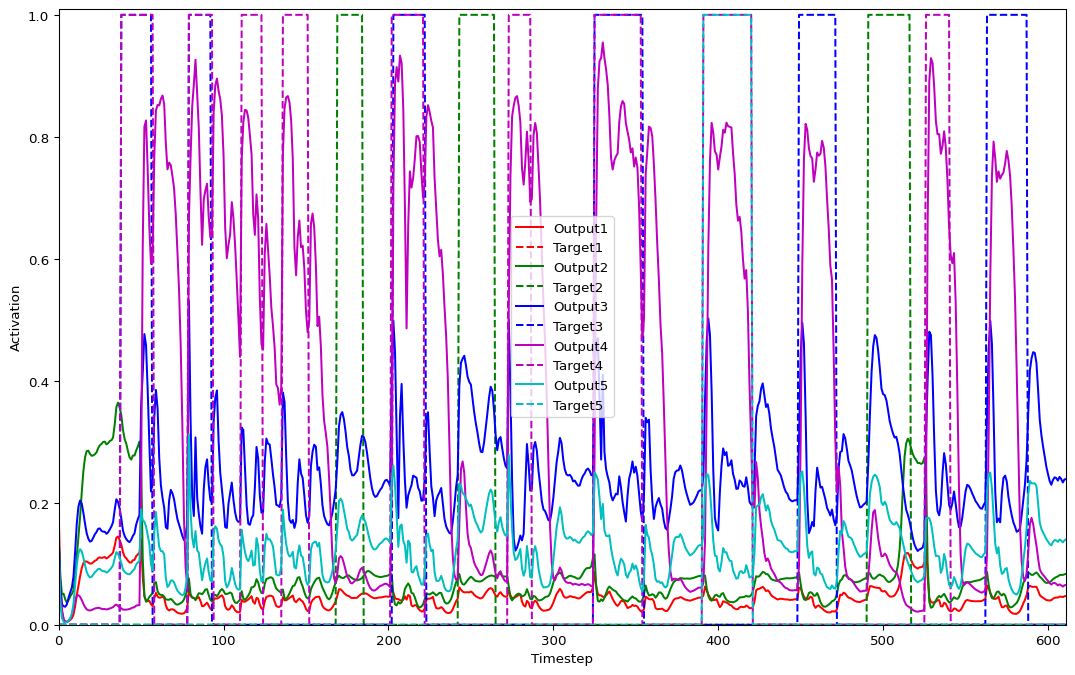 1.0
0.8
0.6
0.4
0.2
0.0
Activation
Output1
Target1
Output2
Target2
Output3
Target3
Output4
Target4
Output5
Target5
0
100
200
300
400
500
600
Timestep